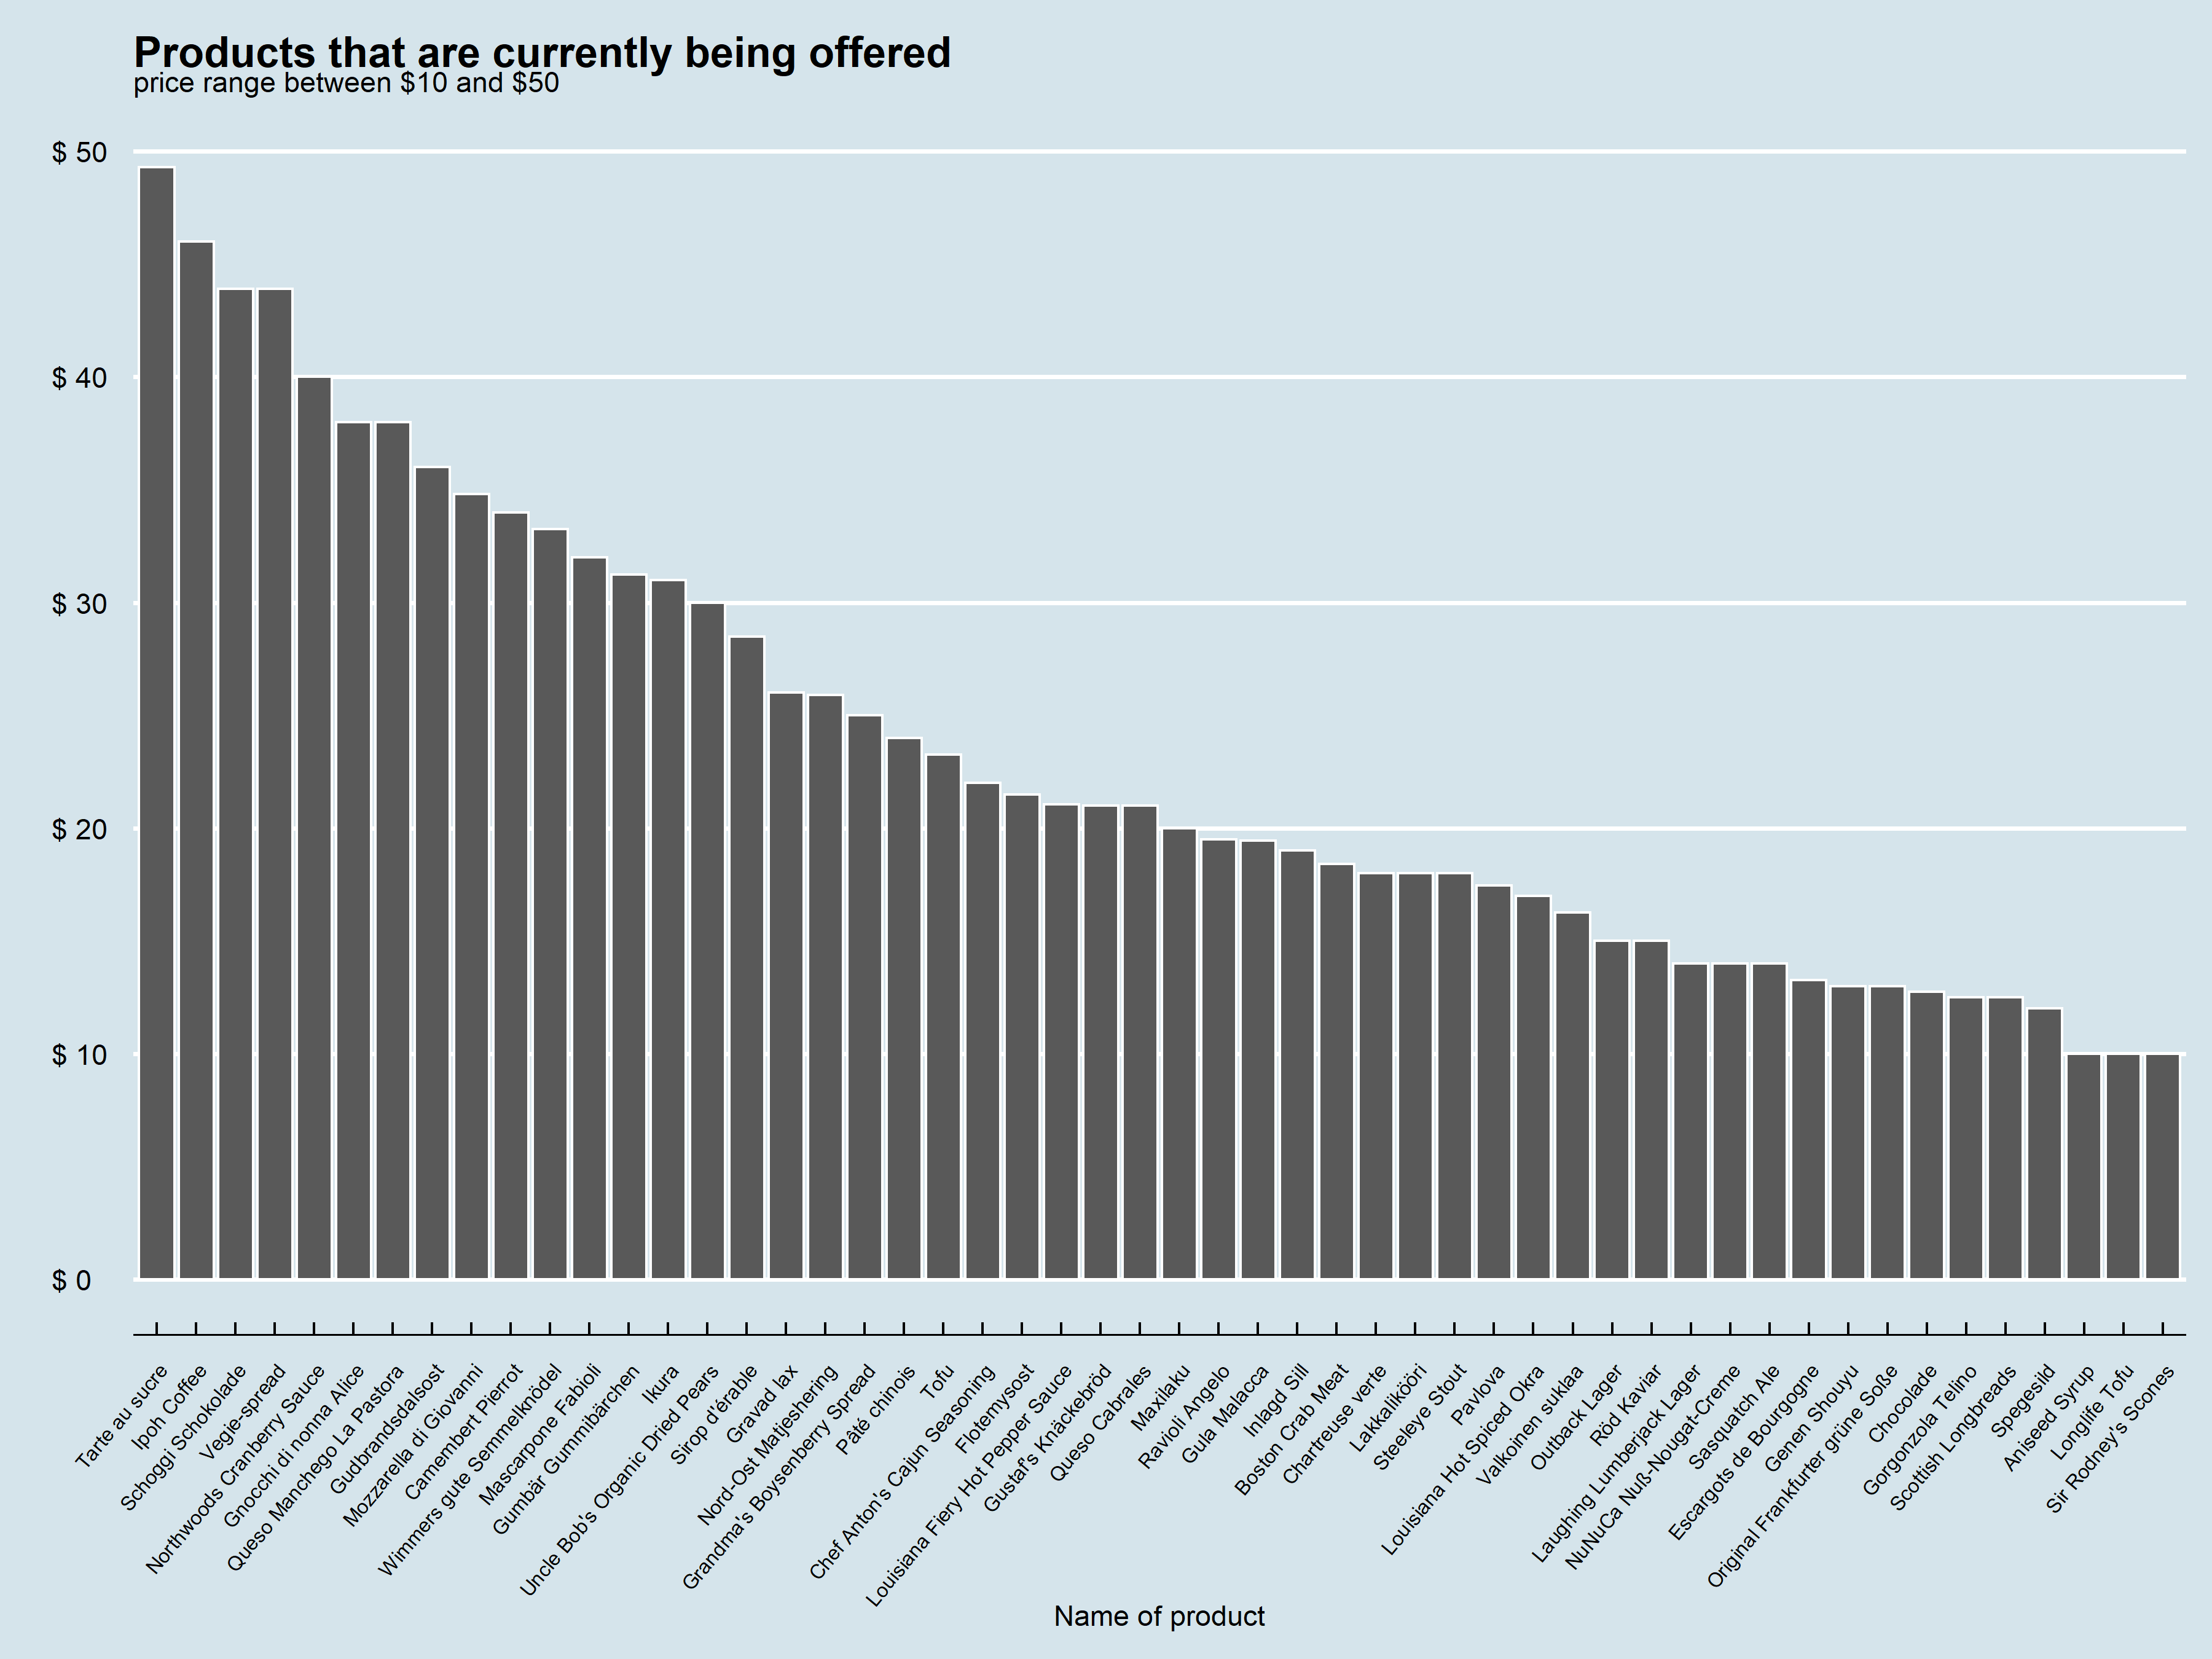 Products that are currently being offered
price range between $10 and $50
$ 50
$ 40
$ 30
$ 20
$ 10
$ 0
Tarte au sucre
Ipoh Coffee
Schoggi Schokolade
Vegie-spread
Northwoods Cranberry Sauce
Gnocchi di nonna Alice
Queso Manchego La Pastora
Gudbrandsdalsost
Mozzarella di Giovanni
Camembert Pierrot
Wimmers gute Semmelknödel
Mascarpone Fabioli
Gumbär Gummibärchen
Ikura
Uncle Bob's Organic Dried Pears
Sirop d'érable
Gravad lax
Nord-Ost Matjeshering
Grandma's Boysenberry Spread
Pâté chinois
Tofu
Chef Anton's Cajun Seasoning
Flotemysost
Louisiana Fiery Hot Pepper Sauce
Gustaf's Knäckebröd
Queso Cabrales
Maxilaku
Ravioli Angelo
Gula Malacca
Inlagd Sill
Boston Crab Meat
Chartreuse verte
Lakkalikööri
Steeleye Stout
Pavlova
Louisiana Hot Spiced Okra
Valkoinen suklaa
Outback Lager
Röd Kaviar
Laughing Lumberjack Lager
NuNuCa Nuß-Nougat-Creme
Sasquatch Ale
Escargots de Bourgogne
Genen Shouyu
Original Frankfurter grüne Soße
Chocolade
Gorgonzola Telino
Scottish Longbreads
Spegesild
Aniseed Syrup
Longlife Tofu
Sir Rodney's Scones
Name of product